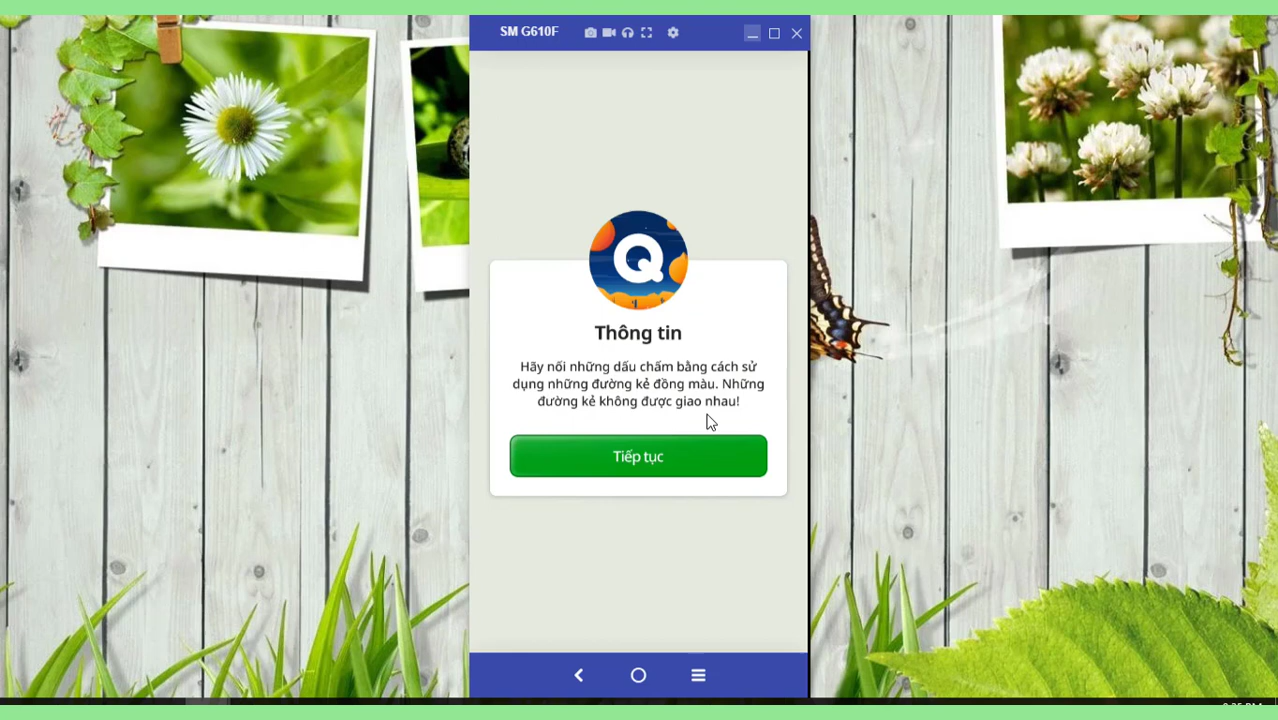 SM G610F
Q
Thông tin
Hãy nối những dấu chấm bằng cách sử
dụng những đường kẻ đồng màu. Những
đường kẻ không được giao nhau!
Tiếp tục